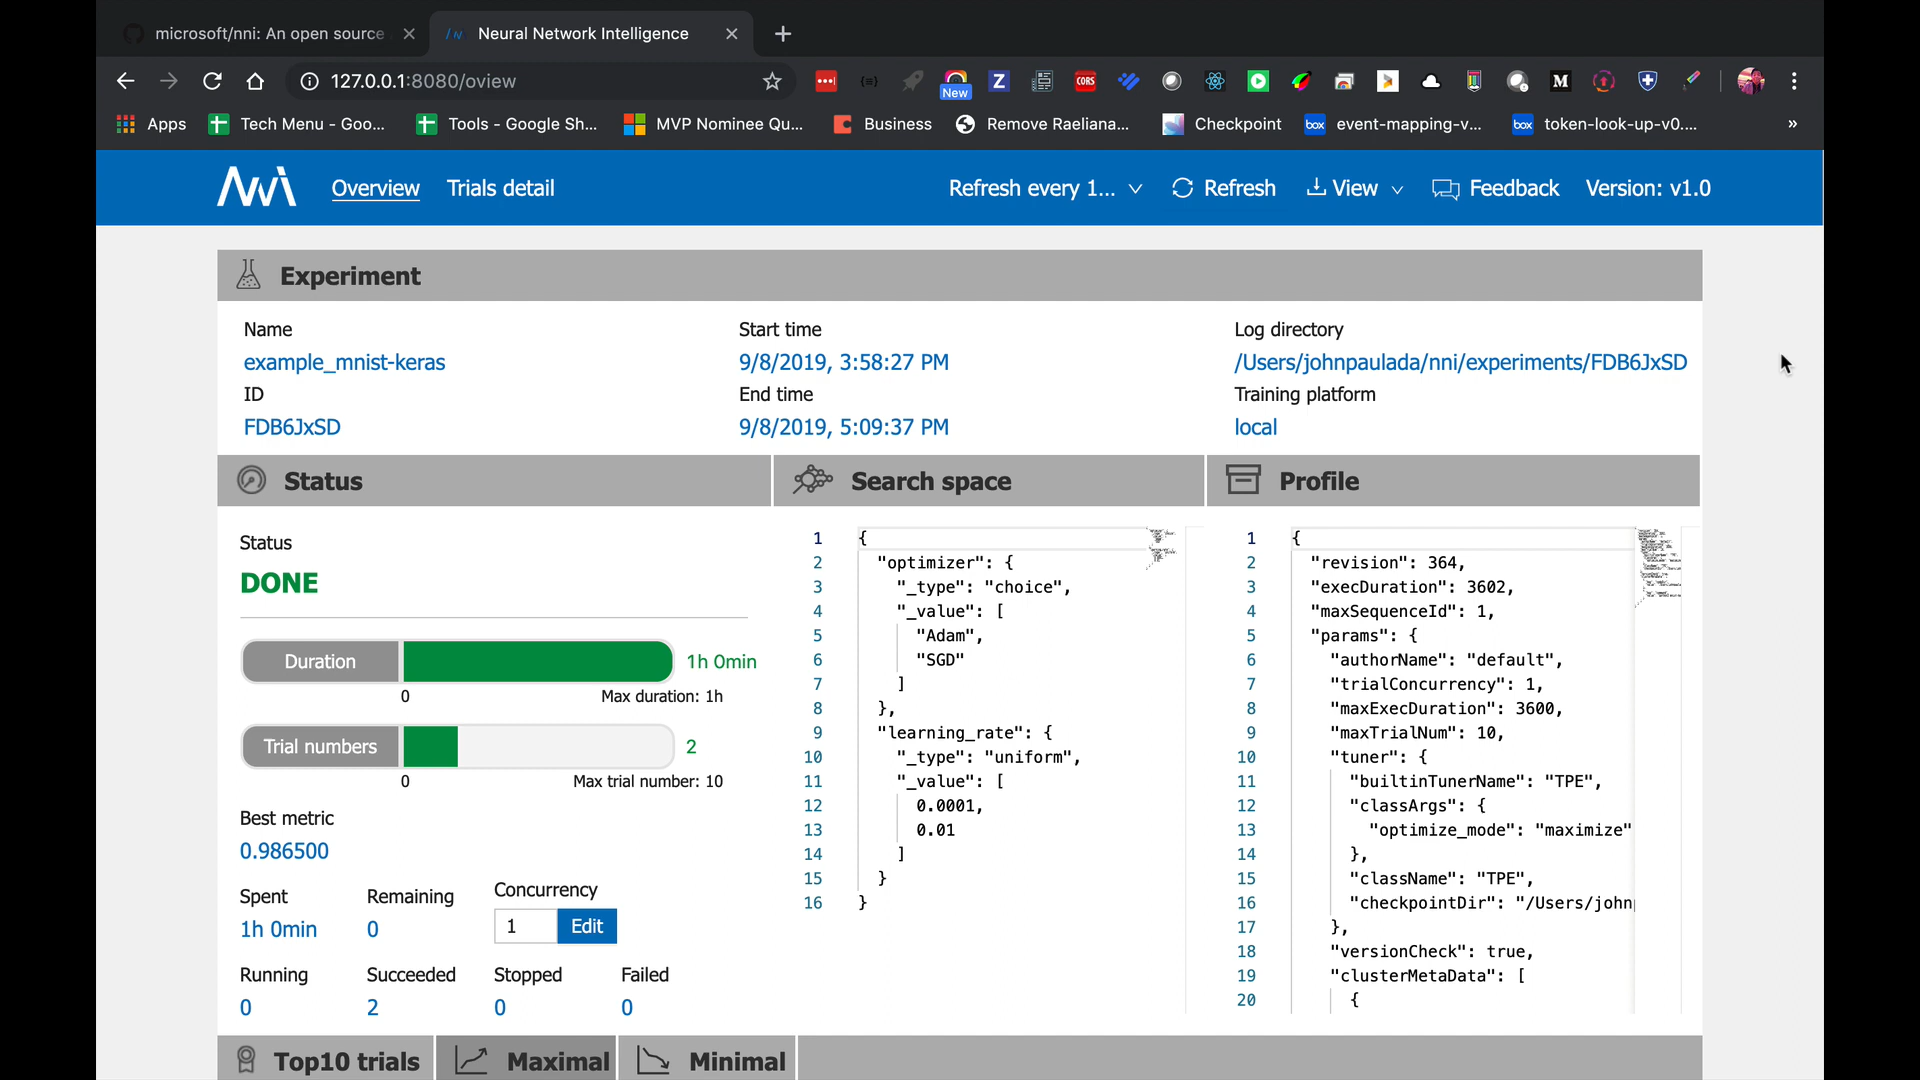 microsoft/nni: An open source
Neural Network Intelligence
127.0.0.1:8080/oview
New
Z
CORS
M
Apps
Tech Menu - Goo...
Tools - Google Sh...
MVP Nominee Qu...
Business
Remove Raeliana...
Checkpoint
box
event-mapping-v...
box
token-look-up-v0....
»
NNI
Overview
Trials detail
Refresh every 1...
Refresh
View
Feedback
Version: v1.0
Experiment
Name
example_mnist-keras
ID
FDB6JxSD
Start time
9/8/2019, 3:58:27 PM
End time
9/8/2019, 5:09:37 PM
Log directory
/Users/johnpaulada/nni/experiments/FDB6JxSD
Training platform
local
Status
Status
DONE
Duration
1h 0min
0
Max duration: 1h
Trial numbers
2
0
Max trial number: 10
Best metric
0.986500
Spent
1h 0min
Remaining
0
Concurrency
1
Edit
Running
0
Succeeded
2
Stopped
0
Failed
0
Search space
1 {
2 "optimizer": {
3 "_type": "choice",
4 "_value": [
5 "Adam",
6 "SGD"
7 ]
8 },
9 "learning_rate": {
10 "_type": "uniform",
11 "_value": [
12 0.0001,
13 0.01
14 ]
15 }
16 }
Profile
1 {
2 "revision": 364,
3 "execDuration": 3602,
4 "maxSequenceId": 1,
5 "params": {
6 "authorName": "default",
7 "trialConcurrency": 1,
8 "maxExecDuration": 3600,
9 "maxTrialNum": 10,
10 "tuner": {
11 "builtinTunerName": "TPE",
12 "classArgs": {
13 "optimize_mode": "maximize"
14 },
15 "className": "TPE",
16 "checkpointDir": "/Users/john
17 },
18 "versionCheck": true,
19 "clusterMetaData": [
20 {
Top10 trials
Maximal
Minimal